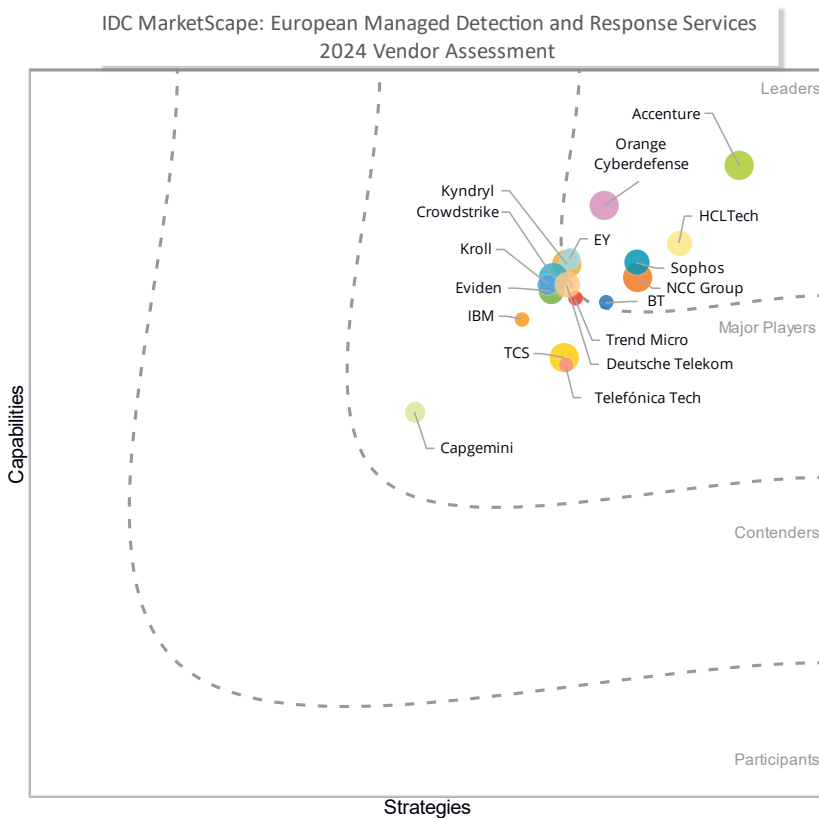 IDC MarketScape: European Managed Detection and Response Services
2024 Vendor Assessment
Leaders
Accenture
Orange
Cyberdefense
Kyndryl
Crowdstrike
HCLTech
EY
Kroll
Sophos
Eviden
NCC Group
BT
IBM
Major Players
Trend Micro
TCS
Deutsche Telekom
Telefónica Tech
Capgemini
Capabilities
Contenders
Participants
Strategies